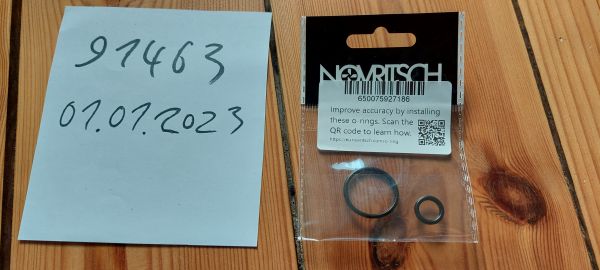 91463
01.01.2023
NOVRITSCH
650075927186
Improve accuracy by installing
these o-rings. Scan the
QR code to learn how.